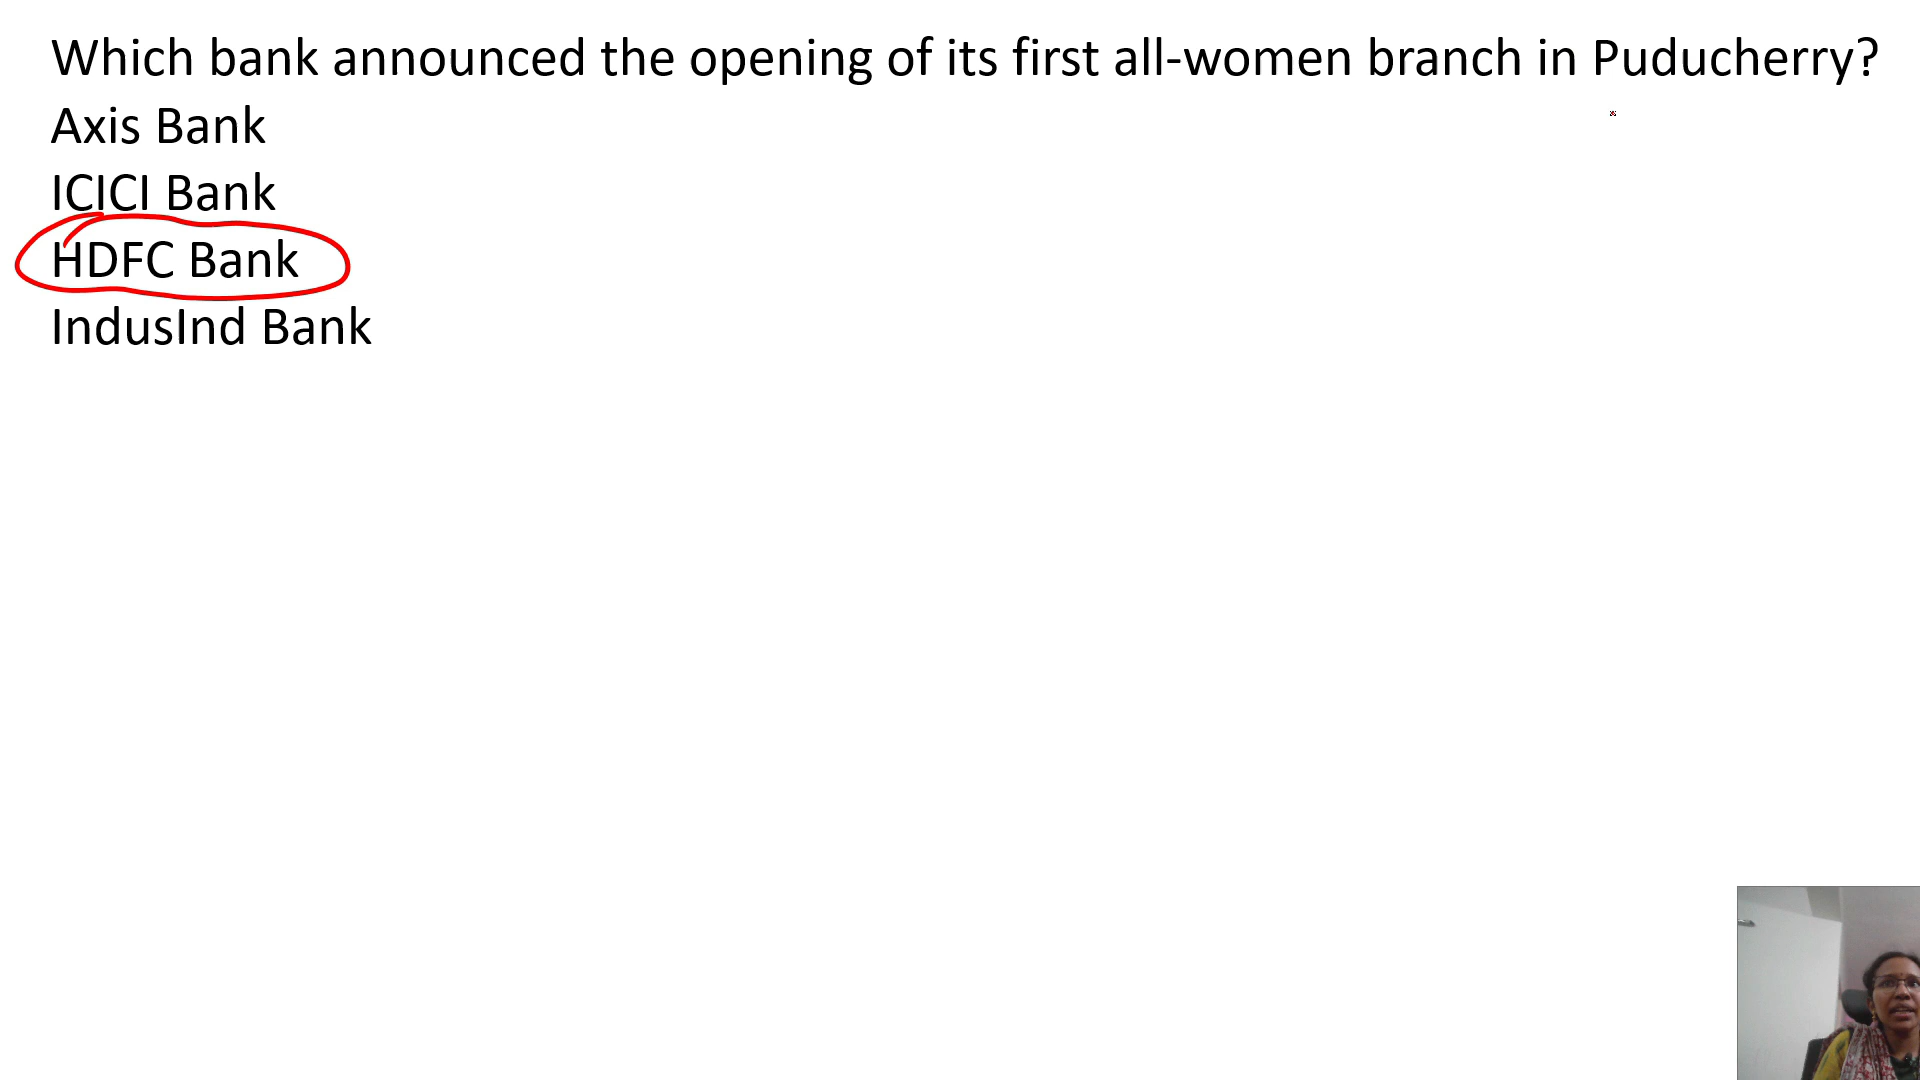 Which bank announced the opening of its first all-women branch in Puducherry?
Axis Bank
ICICI Bank
HDFC Bank
IndusInd Bank